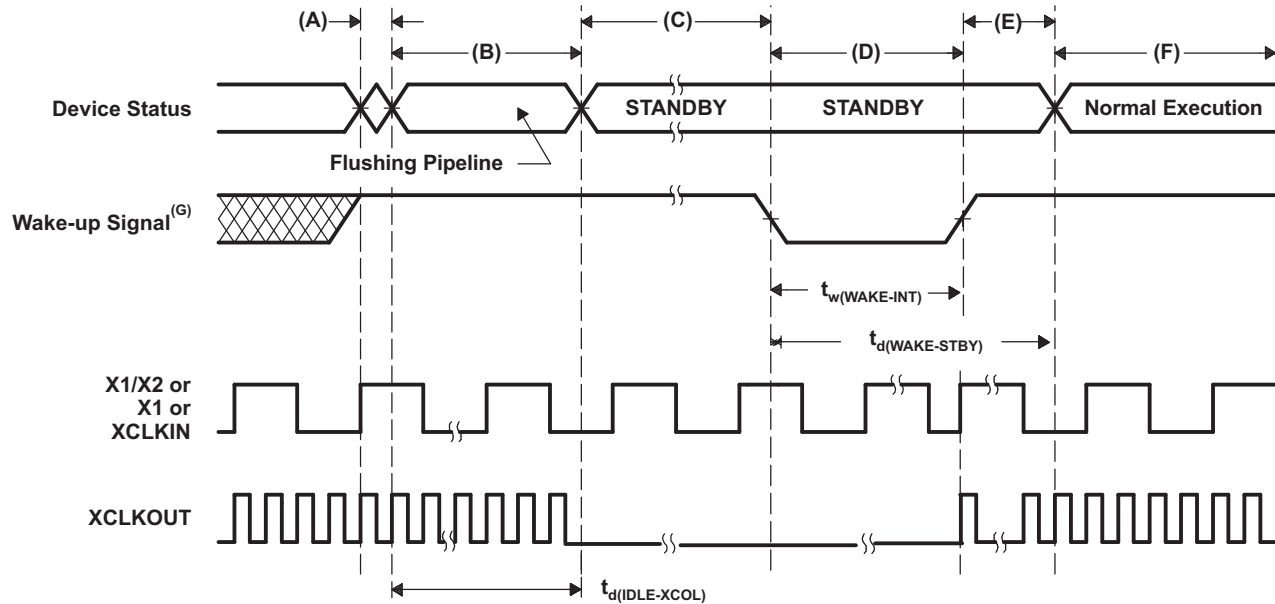 (A)
(C)
(E)
(B)
(D)
(F)
Device Status
STANDBY
STANDBY
Normal Execution
Flushing Pipeline
Wake-up Signal(G)
tw(WAKE-INT)
td(WAKE-STBY)
X1/X2 or
X1 or
XCLKIN
XCLKOUT
td(IDLE-XCOL)